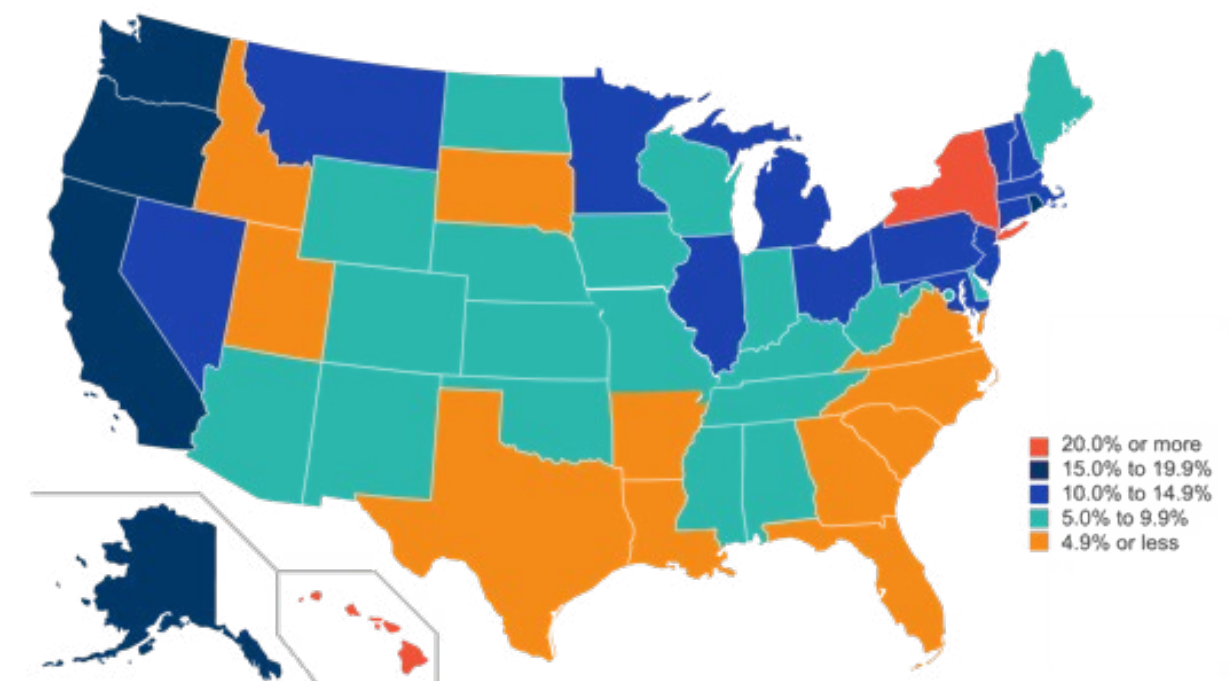 20.0% or more
15.0% to 19.9%
10.0% to 14.9%
5.0% to 9.9%
4.9% or less